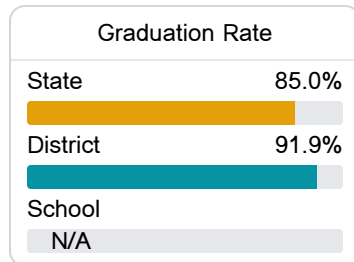 Graduation Rate
State 85.0%
District 91.9%
School
N/A